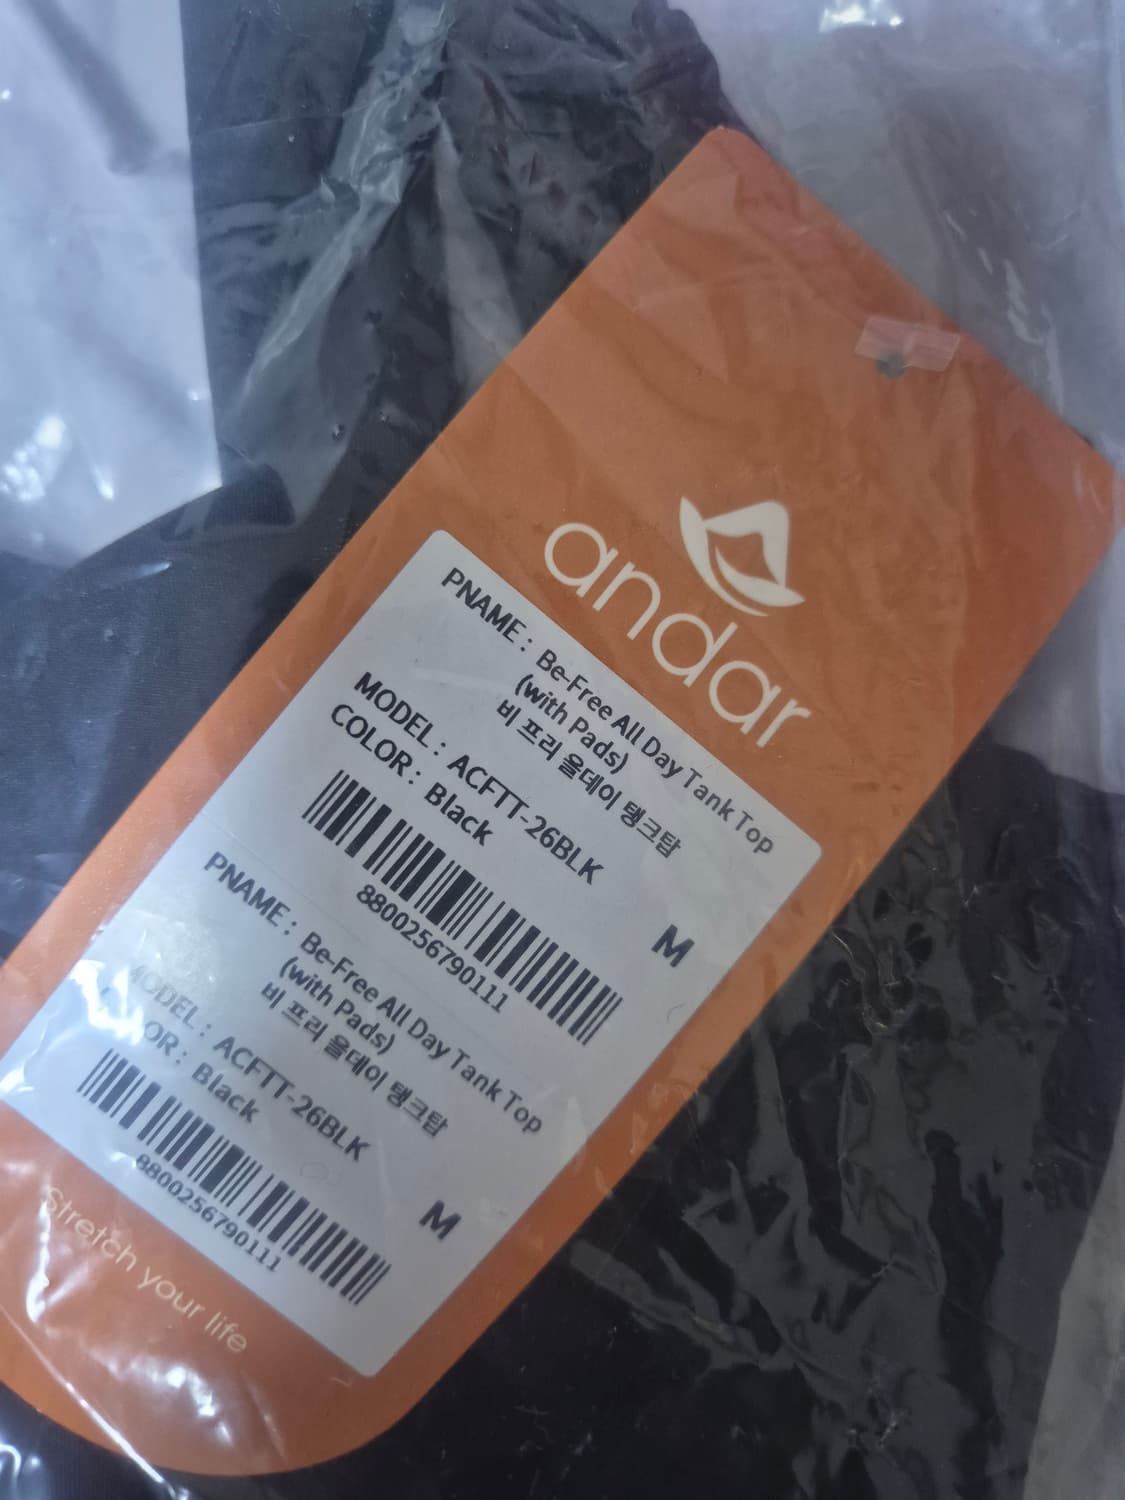 andar
PNAME : Be-Free All Day Tank Top
(with Pads)
비 프리 올데이 탱크탑
MODEL : ACFTT-26BLK
COLOR : Black
M
8800256790111
PNAME : Be-Free All Day Tank Top
(with Pads)
비 프리 올데이 탱크탑
MODEL : ACFTT-26BLK
COLOR : Black
M
8800256790111
Stretch your life